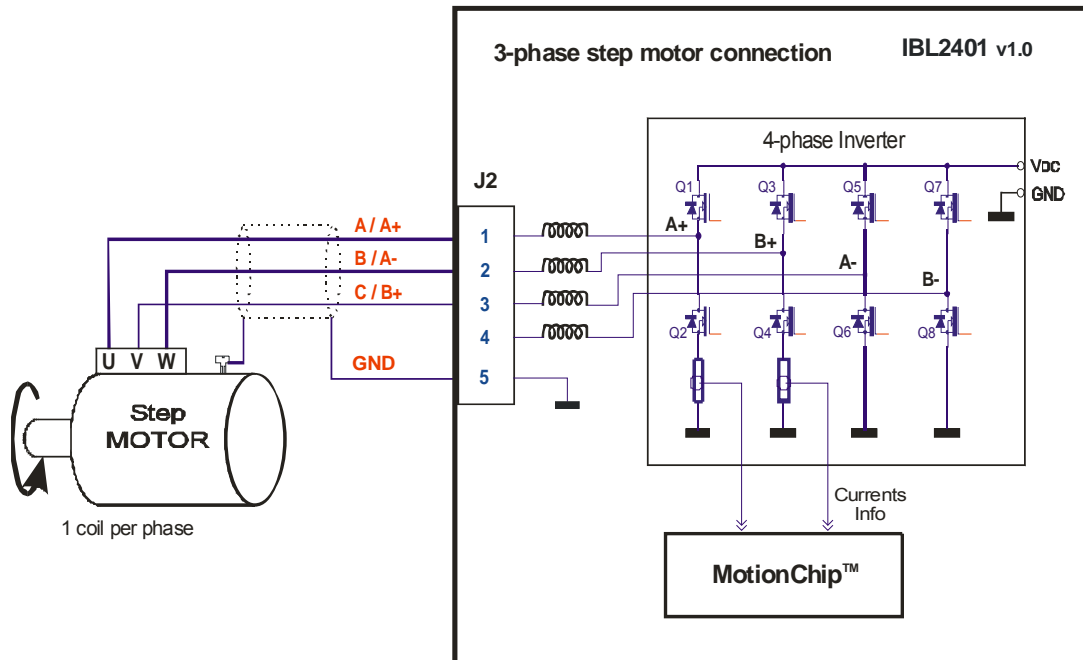 3-phase step motor connection
IBL2401 v1.0
4-phase Inverter
VDC
GND
J2
Q1
Q3
Q5
Q7
A+
B+
A-
B-
Q2
Q4
Q6
Q8
1
2
3
4
5
A / A+
B / A-
C / B+
GND
U V W
Step
MOTOR
1 coil per phase
Currents
Info
MotionChip™